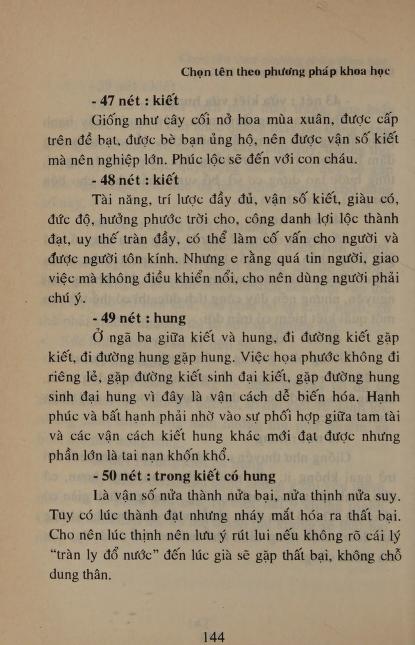 Chọn tên theo phương pháp khoa học
- 47 nét : kiết
Giống như cây cối nở hoa mùa xuân, được cấp
trên đề bạt, được bè bạn ủng hộ, nên được vận số kiết
mà nên nghiệp lớn. Phúc lộc sẽ đến với con cháu.
- 48 nét : kiết
Tài năng, trí lược đầy đủ, vận số kiết, giàu có,
đức độ, hưởng phước trời cho, công danh lợi lộc thành
đạt, uy thế tràn đầy, có thể làm cố vấn cho người và
được người tôn kính. Nhưng e rằng quá tin người, giao
việc mà không điều khiển nổi, cho nên dùng người phải
chú ý.
- 49 nét : hung
Ở ngã ba giữa kiết và hung, đi đường kiết gặp
kiết, đi đường hung gặp hung. Việc họa phước không đi
riêng lẻ, gặp đường kiết sinh đại kiết, gặp đường hung
sinh đại hung vì đây là vận cách dễ biến hóa. Hạnh
phúc và bất hạnh phải nhờ vào sự phối hợp giữa tam tài
và các vận cách kiết hung khác mới đạt được nhưng
phần lớn là tai nạn khốn khổ.
- 50 nét : trong kiết có hung
Là vận số nửa thành nửa bại, nửa thịnh nửa suy.
Tuy có lúc thành đạt nhưng nháy mắt hóa ra thất bại.
Cho nên lúc thịnh nên lưu ý rút lui nếu không rõ cái lý
“tràn ly đổ nước” đến lúc già sẽ gặp thất bại, không chỗ
dung thân.
144